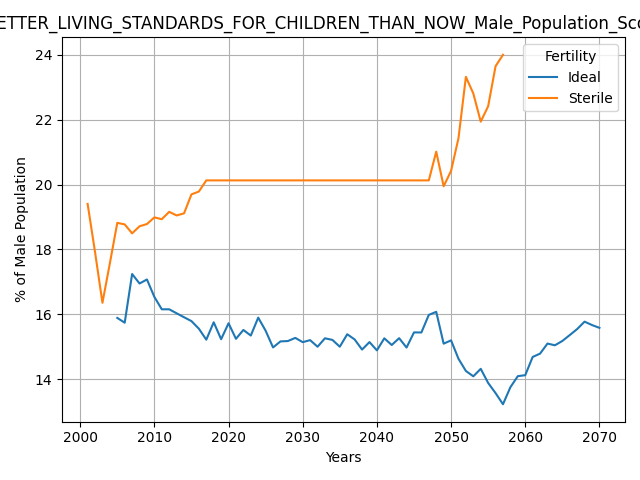 ETTER_LIVING_STANDARDS_FOR_CHILDREN_THAN_NOW_Male_Population_Sco
Fertility
Ideal
Sterile
% of Male Population
24
22
20
18
16
14
2000 2010 2020 2030 2040 2050 2060 2070
Years